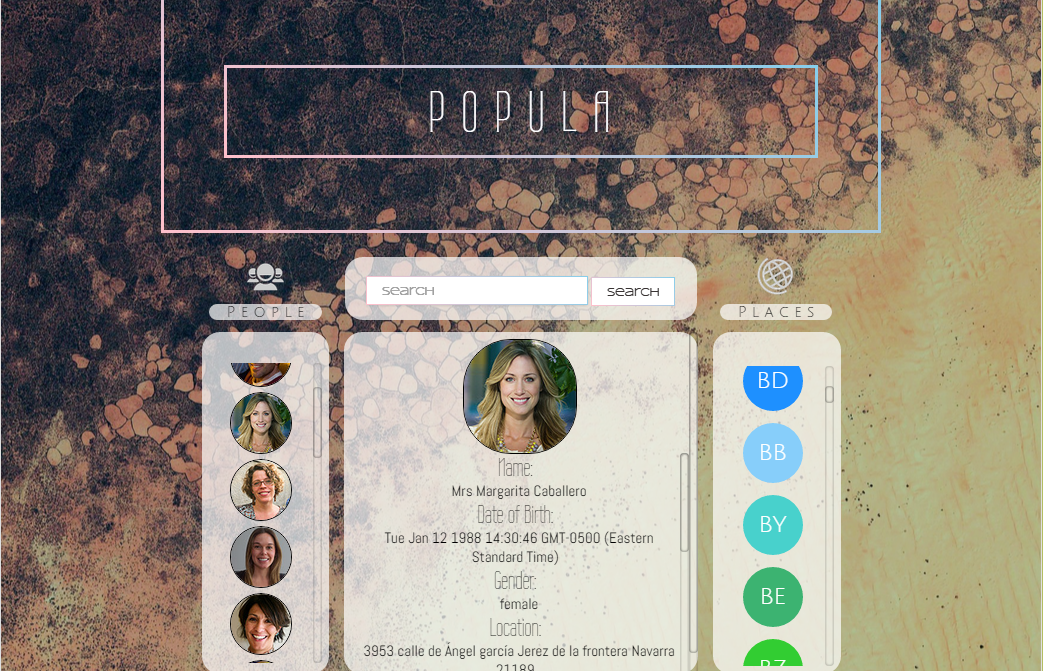 POPULA
search
search
PEOPLE
PLACES
Name:
Mrs Margarita Caballero
Date of Birth:
Tue Jan 12 1988 14:30:46 GMT-0500 (Eastern
Standard Time)
Gender:
female
Location:
3953 calle de Ángel garcía Jerez de la frontera Navarra
21189
BD
BB
BY
BE
BZ